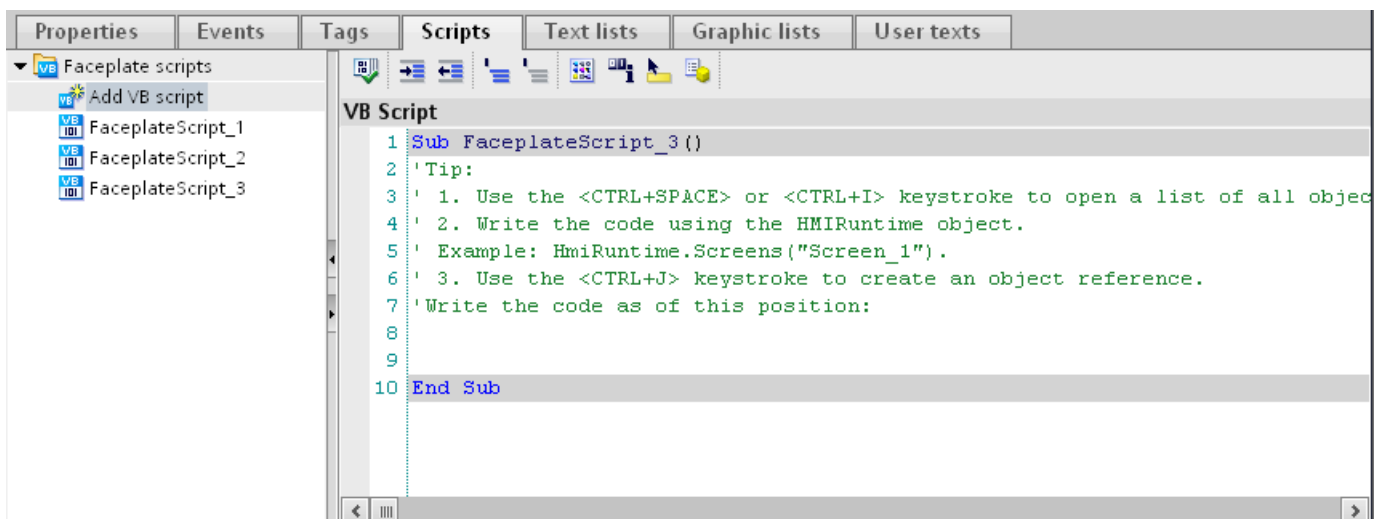 Properties Events Tags Scripts Text lists Graphic lists User texts
Faceplate scripts
Add VB script
FaceplateScript_1
FaceplateScript_2
FaceplateScript_3
VB Script
1 Sub FaceplateScript_3()
2 'Tip:
3 ' 1. Use the <CTRL+SPACE> or <CTRL+I> keystroke to open a list of all objec
4 ' 2. Write the code using the HMIRuntime object.
5 ' Example: HmiRuntime.Screens("Screen_1").
6 ' 3. Use the <CTRL+J> keystroke to create an object reference.
7 'Write the code as of this position:
8
9
10 End Sub